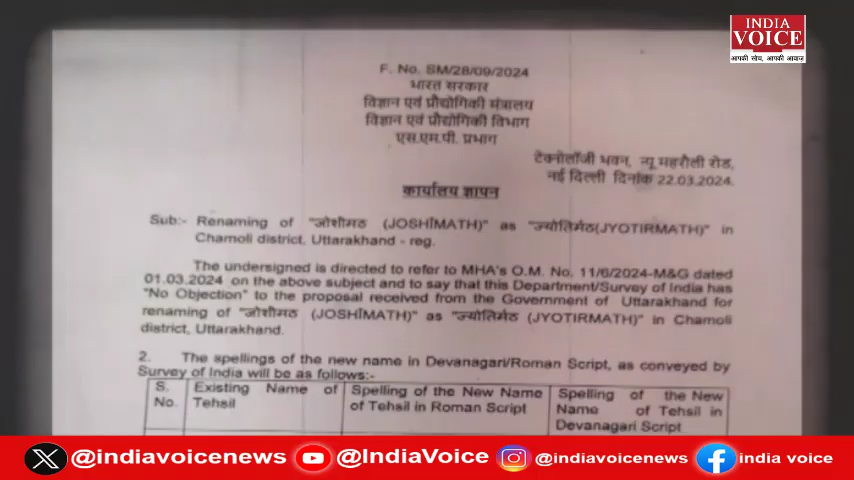 INDIA
VOICE
आपकी सोच, आपकी आवाज़
F. No. SM/28/09/2024
भारत सरकार
विज्ञान एवं प्रौद्योगिकी मंत्रालय
विज्ञान एवं प्रौद्योगिकी विभाग
एस.एम.पी. प्रभाग
टेक्नोलॉजी भवन, न्यू महरौली रोड,
नई दिल्ली दिनांक 22.03.2024.
कार्यालय ज्ञापन
Sub:- Renaming of "जोशीमठ (JOSHĪMATH)" as "ज्योतिर्मठ(JYOTIRMATH)" in
Chamoli district, Uttarakhand - reg.
The undersigned is directed to refer to MHA's O.M. No. 11/6/2024-M&G dated
01.03.2024 on the above subject and to say that this Department/Survey of India has
"No Objection" to the proposal received from the Government of Uttarakhand for
renaming of "जोशीमठ (JOSHĪMATH)" as "ज्योतिर्मठ (JYOTIRMATH)" in Chamoli
district, Uttarakhand.
2. The spellings of the new name in Devanagari/Roman Script, as conveyed by
Survey of India will be as follows:-
S. No. Existing Name of Tehsil
Spelling of the New Name of Tehsil in Roman Script
Spelling of the New Name of Tehsil in Devanagari Script
@indiavoicenews @IndiaVoice @indiavoicenews india voice